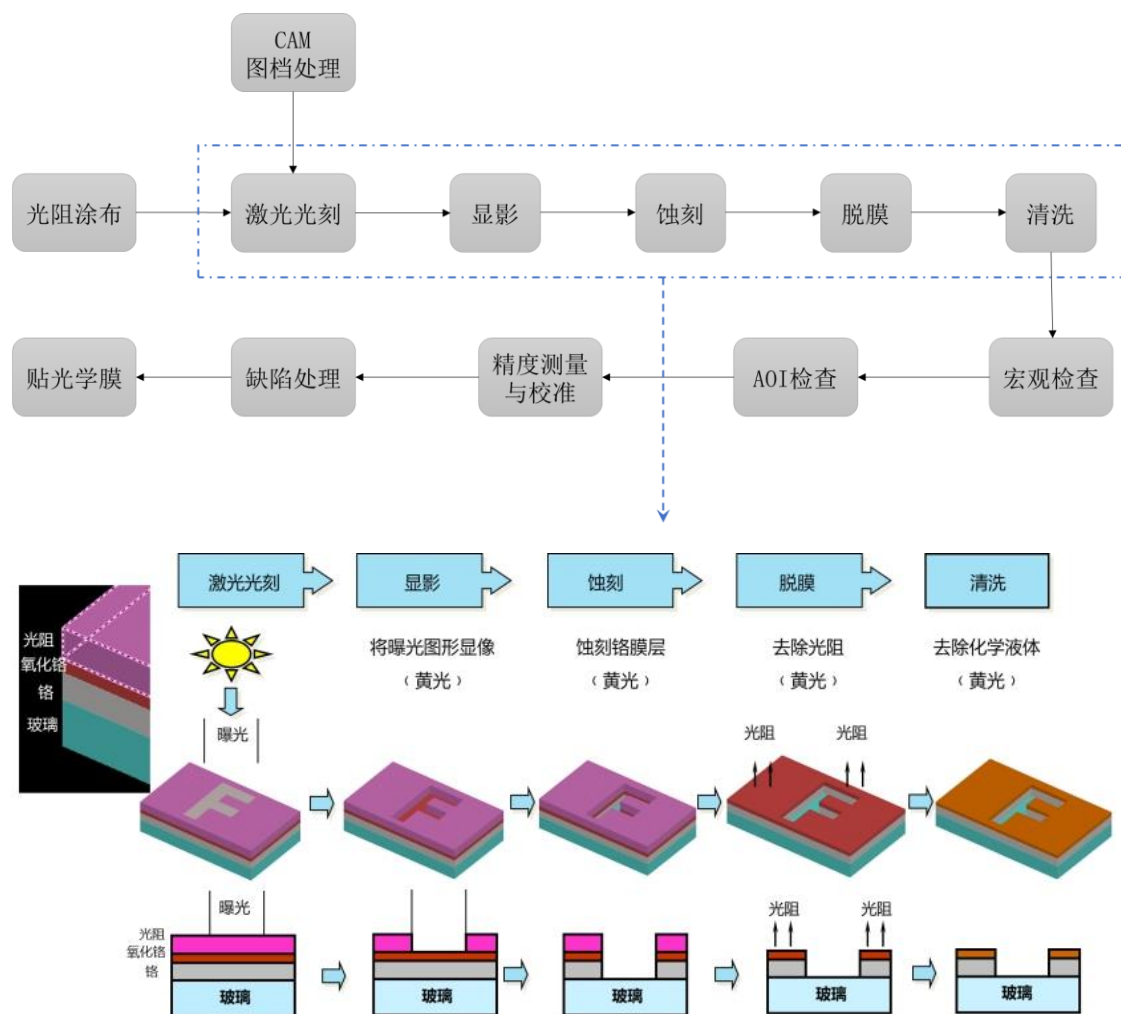 CAM
图档处理
光阻涂布
激光光刻
显影
蚀刻
脱膜
清洗
贴光学膜
缺陷处理
精度测量
与校准
AOI检查
宏观检查
激光光刻
显影
蚀刻
脱膜
清洗
光阻
氧化铬
铬
玻璃
将曝光图形显像
（黄光）
蚀刻铬膜层
（黄光）
去除光阻
（黄光）
去除化学液体
（黄光）
曝光
光阻
光阻
曝光
光阻
氧化铬
铬
玻璃
玻璃
玻璃
光阻
光阻
玻璃
玻璃